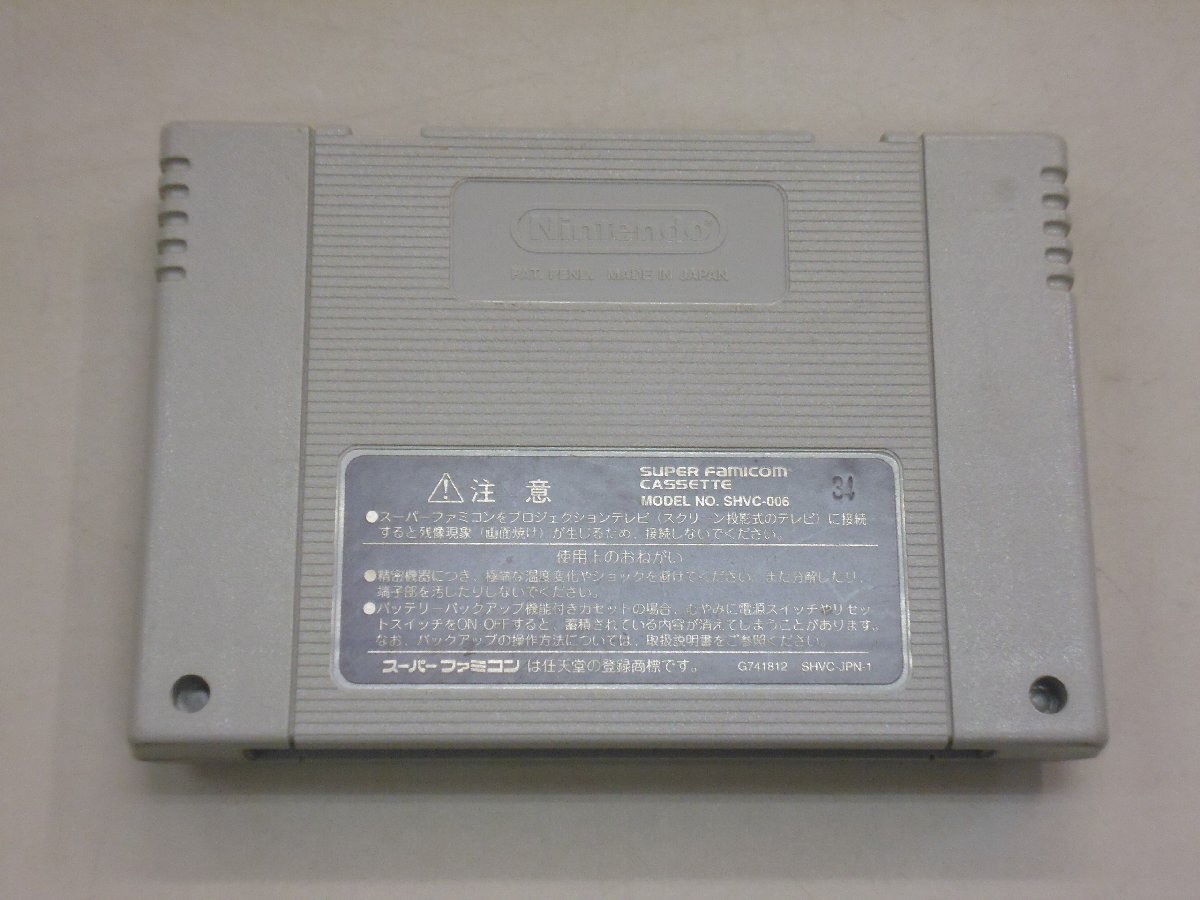 Nintendo
PAT. PEND. MADE IN JAPAN
注意
SUPER Famicom
CASSETTE
MODEL NO. SHVC-006
34
●スーパーファミコンをプロジェクションテレビ（スクリーン投影式のテレビ）に接続
すると残像現象（画面焼け）が生じるため、接続しないでください。
使用上のおねがい
●精密機器につき、極端な温度変化やショックを避けてください。また分解したり、
端子部を汚したりしないでください。
●バッテリーバックアップ機能付きカセットの場合、むやみに電源スイッチやリセッ
トスイッチをON OFFすると、蓄積されている内容が消えてしまうことがあります。
なお、バックアップの操作方法については、取扱説明書をご参照ください。
スーパーファミコンは任天堂の登録商標です。 G741812 SHVC-JPN-1